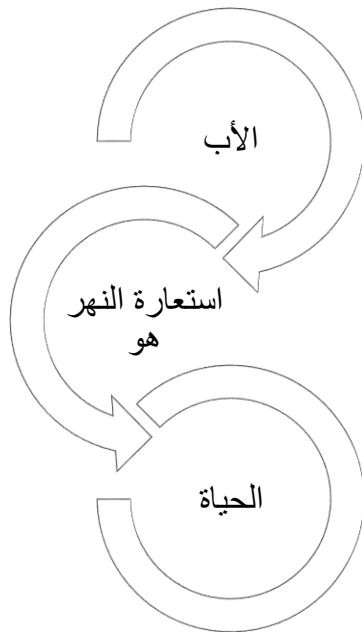 الأب
استعارة النهر
هو
الحياة